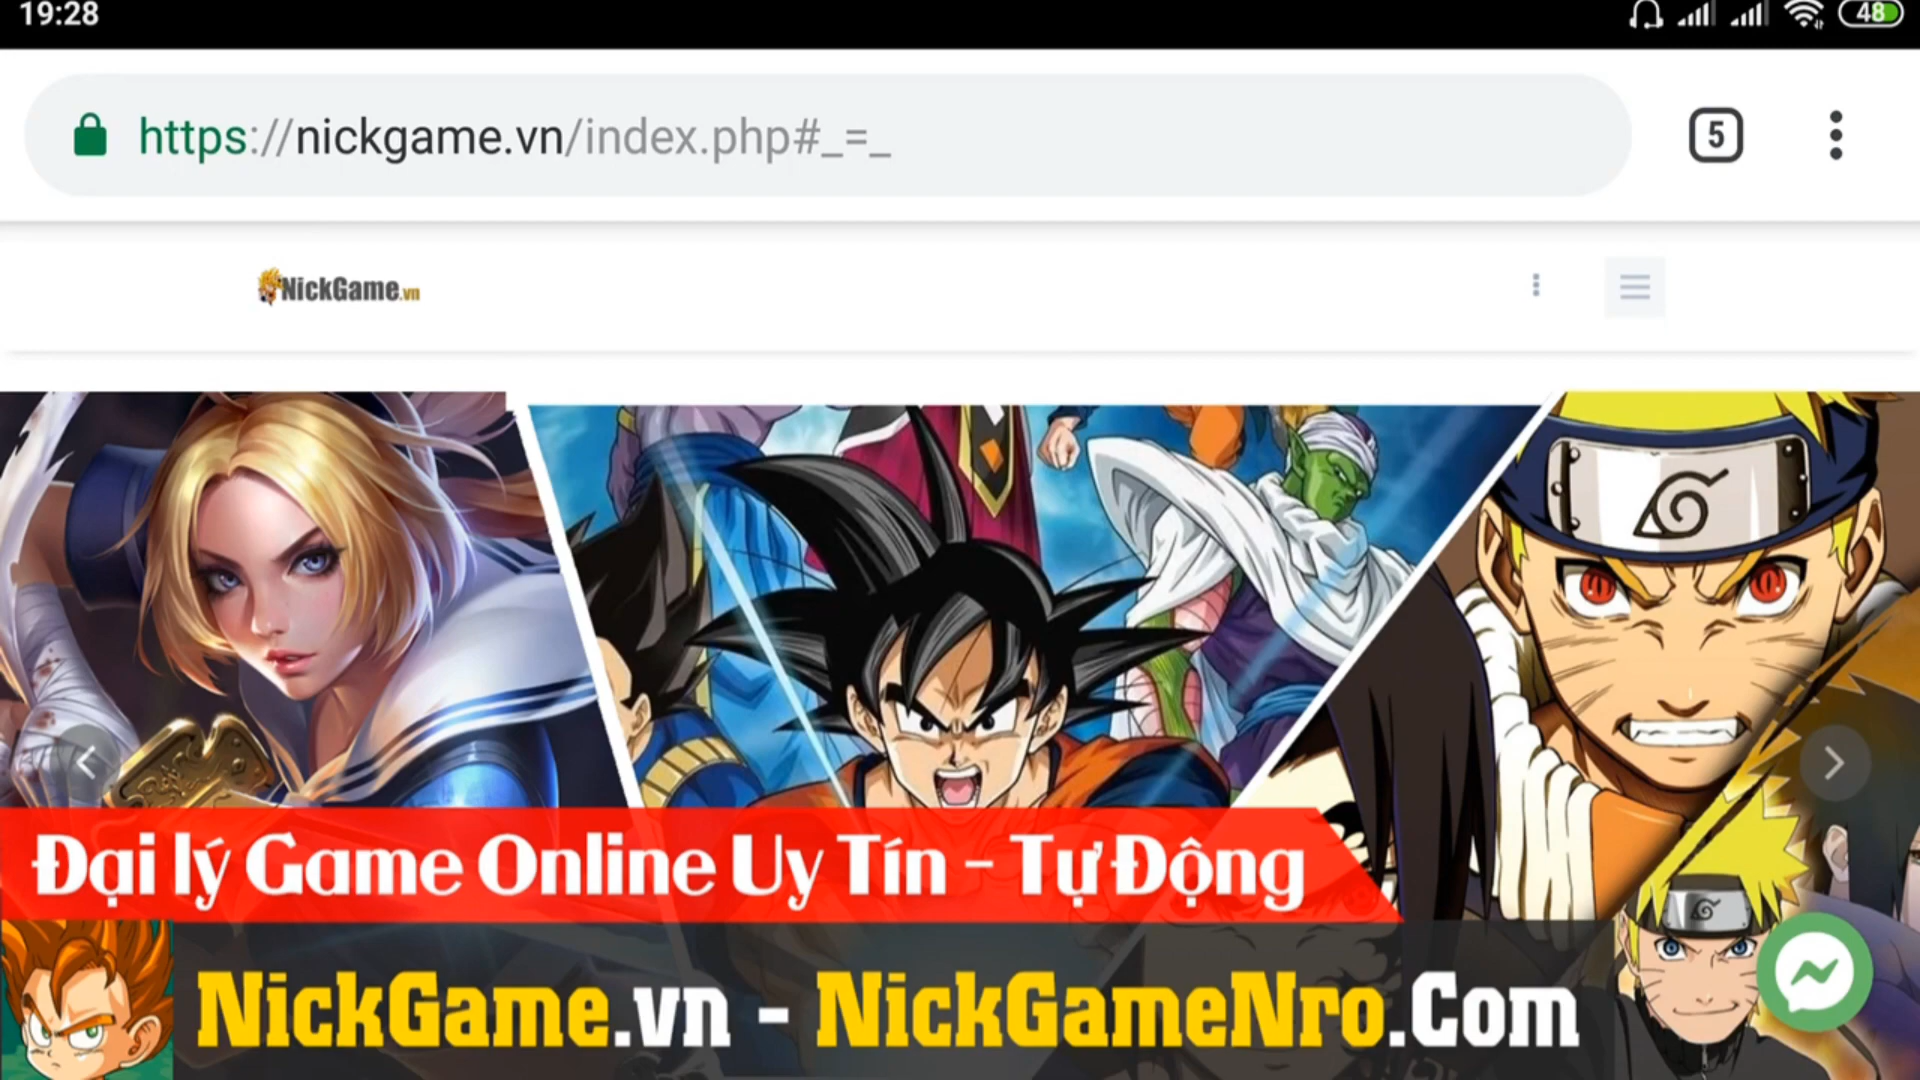 19:28
48
https://nickgame.vn/index.php#_=_
5
NickGame.vn
Đại lý Game Online Uy Tín - Tự Động
NickGame.vn - NickGameNro.Com